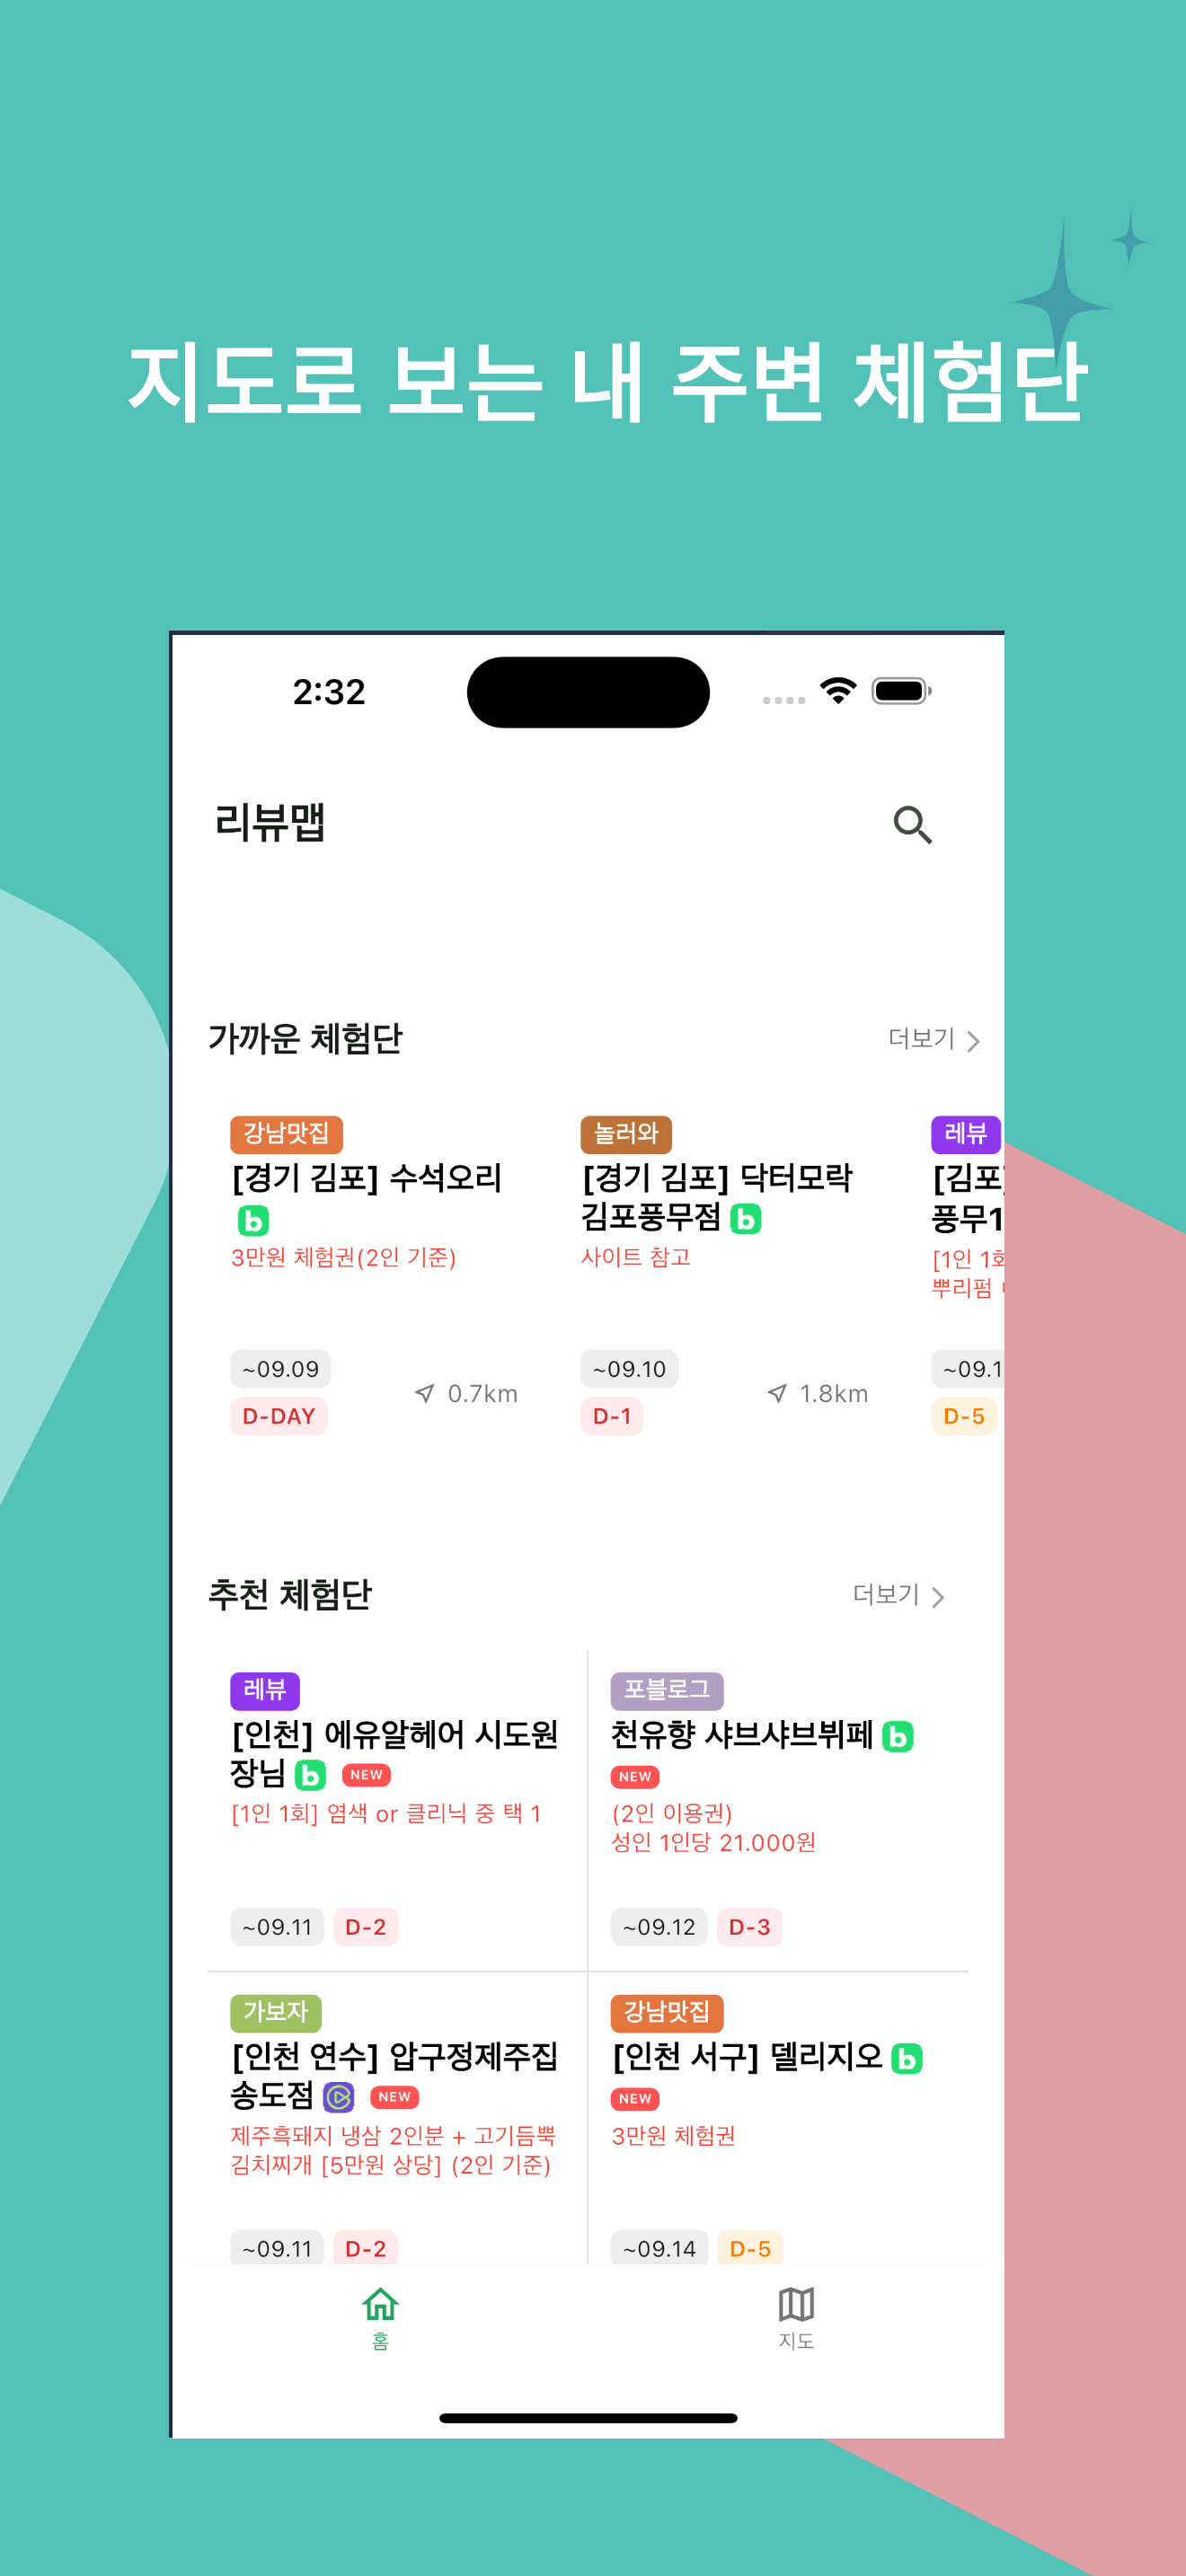 지도로 보는 내 주변 체험단
2:32
리뷰맵
가까운 체험단
더보기
강남맛집
[경기 김포] 수석오리
b
3만원 체험권(2인 기준)
~09.09
D-DAY
0.7km
놀러와
[경기 김포] 닥터모락
김포풍무점 b
사이트 참고
~09.10
D-1
1.8km
레뷰
[김포]
풍무1
[1인 1회
뿌리펌
~09.1
D-5
추천 체험단
더보기
레뷰
[인천] 에유알헤어 시도원
장님 b NEW
[1인 1회] 염색 or 클리닉 중 택 1
~09.11 D-2
포블로그
천유향 샤브샤브뷔페 b
NEW
(2인 이용권)
성인 1인당 21.000원
~09.12 D-3
가보자
[인천 연수] 압구정제주집
송도점 NEW
제주흑돼지 냉삼 2인분 + 고기듬뿍
김치찌개 [5만원 상당] (2인 기준)
~09.11 D-2
강남맛집
[인천 서구] 델리지오 b
NEW
3만원 체험권
~09.14 D-5
홈
지도